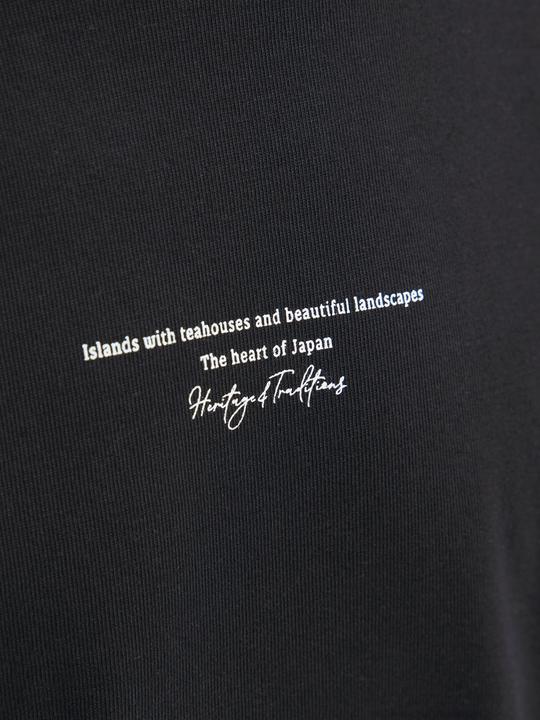 Islands with teahouses and beautiful landscapes
The heart of Japan
Heritage & Traditions